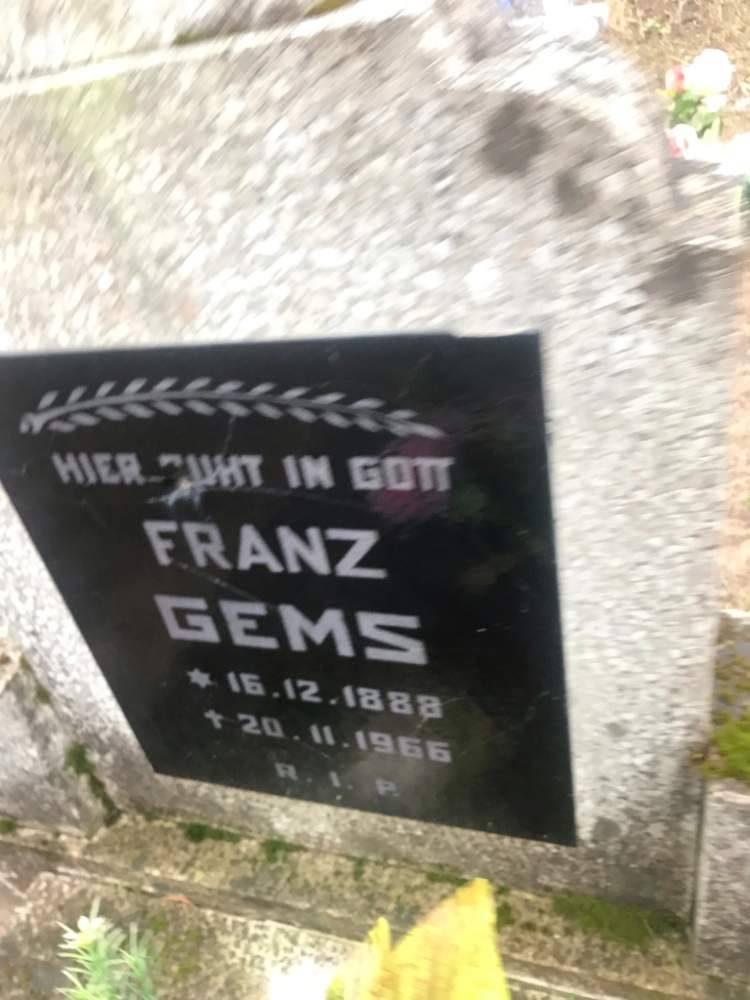 HIER RUHT IN GOTT
FRANZ
GEMS
* 16.12.1888
† 20.11.1966
R. I. P.